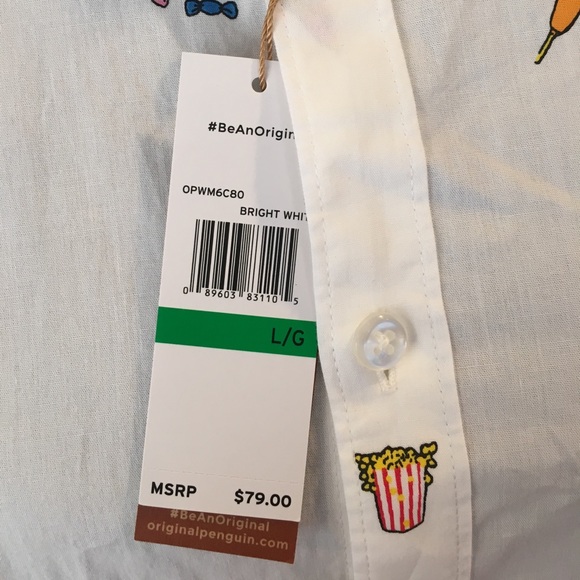 #BeAnOrigin
OPWM6C80
BRIGHT WHI
0 89603 83110 5
L/G
MSRP $79.00
#BeAnOriginal
originalpenguin.com